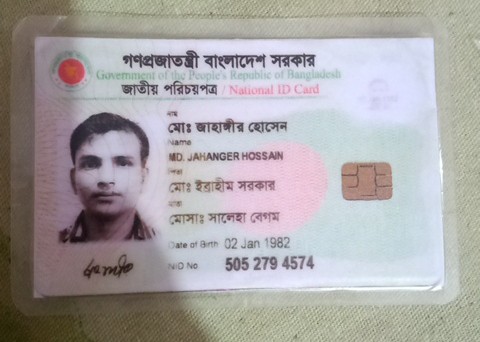 গণপ্রজাতন্ত্রী বাংলাদেশ সরকার
Government of the People's Republic of Bangladesh
জাতীয় পরিচয়পত্র / National ID Card
নাম
মোঃ জাহাঙ্গীর হোসেন
Name
MD. JAHANGER HOSSAIN
পিতা
মোঃ ইব্রাহীম সরকার
মাতা
মোসাঃ সালেহা বেগম
Date of Birth 02 Jan 1982
NID No. 505 279 4574